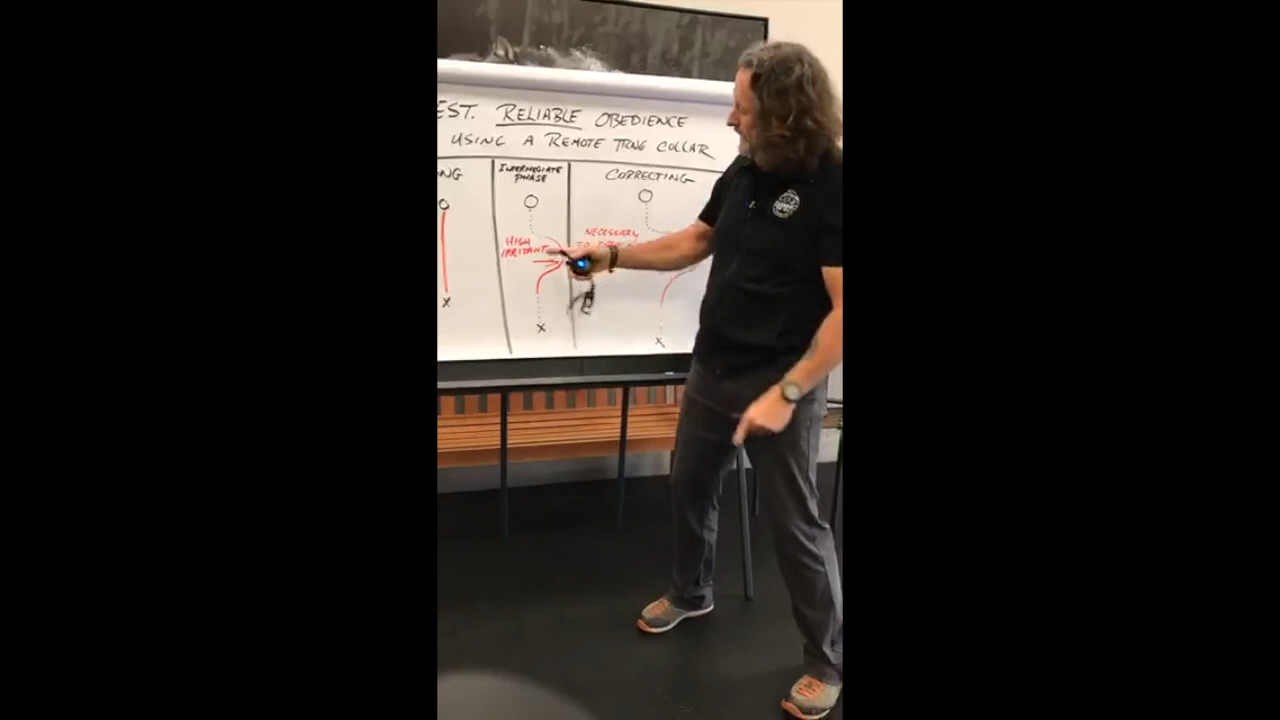 EST. RELIABLE OBEDIENCE
USING A REMOTE TRNG COLLAR
NG
INTERMEDIATE
PHASE
CORRECTING
HIGH
IRRITANT
NECESSARY
TO
X
X
X